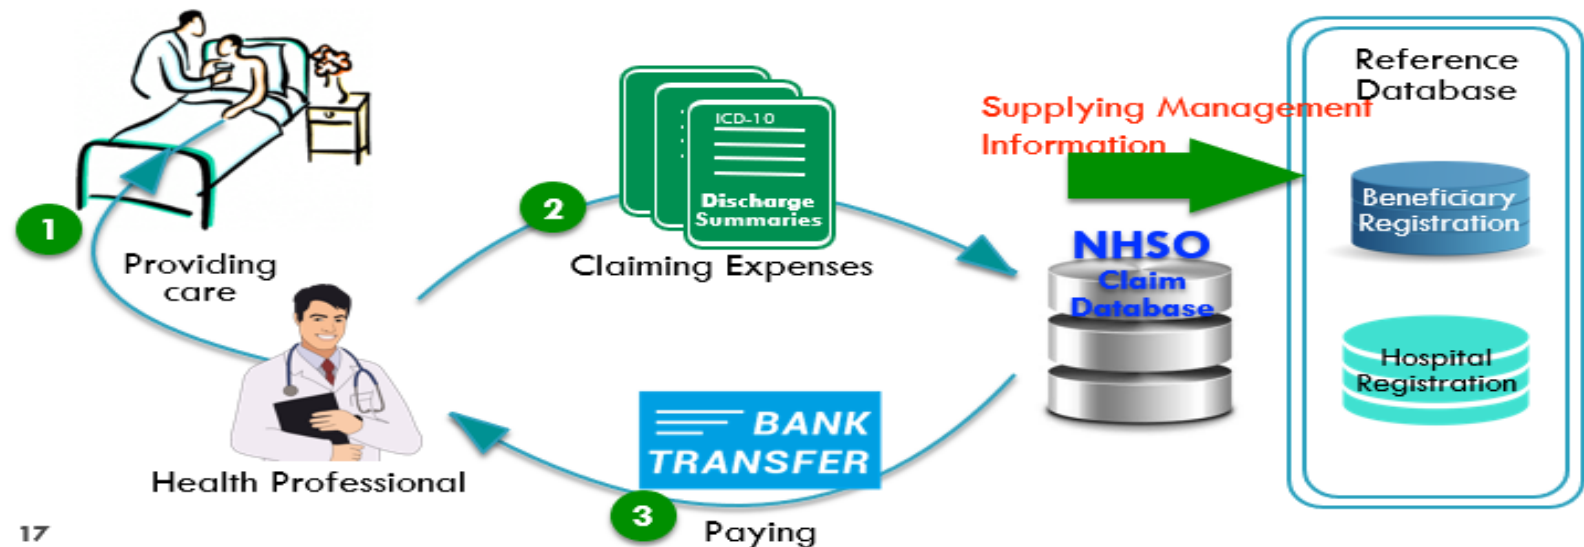 1
Providing
care
Health Professional
2
ICD-10
Discharge
Summaries
Claiming Expenses
Supplying Management
Information
NHSO
Claim
Database
BANK
TRANSFER
3
Paying
Reference
Database
Beneficiary
Registration
Hospital
Registration
17